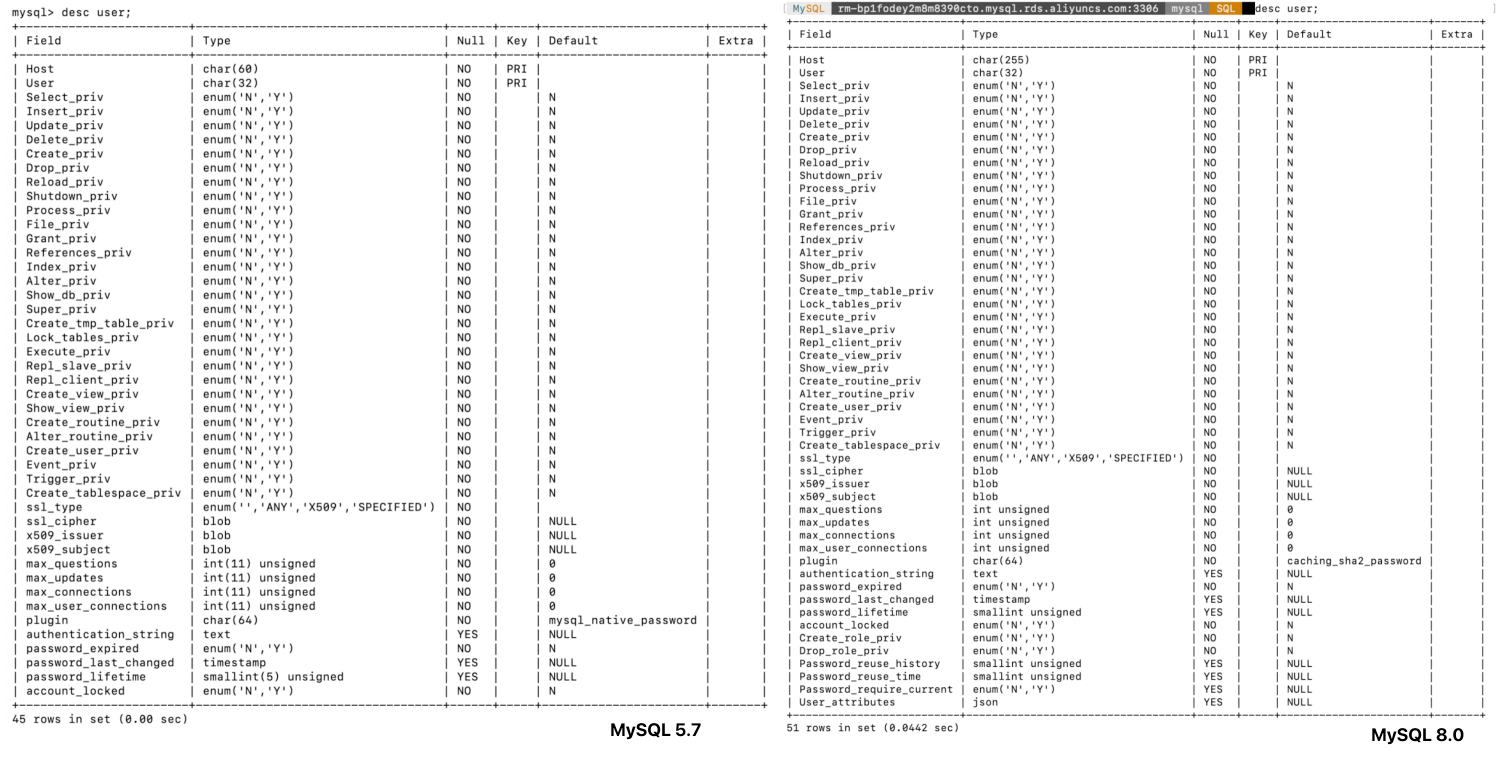 mysql> desc user;
| Field | Type | Null | Key | Default | Extra |
| Host | char(60) | NO | PRI | | |
| User | char(32) | NO | PRI | | |
| Select_priv | enum('N','Y') | NO | | N | |
| Insert_priv | enum('N','Y') | NO | | N | |
| Update_priv | enum('N','Y') | NO | | N | |
| Delete_priv | enum('N','Y') | NO | | N | |
| Create_priv | enum('N','Y') | NO | | N | |
| Drop_priv | enum('N','Y') | NO | | N | |
| Reload_priv | enum('N','Y') | NO | | N | |
| Shutdown_priv | enum('N','Y') | NO | | N | |
| Process_priv | enum('N','Y') | NO | | N | |
| File_priv | enum('N','Y') | NO | | N | |
| Grant_priv | enum('N','Y') | NO | | N | |
| References_priv | enum('N','Y') | NO | | N | |
| Index_priv | enum('N','Y') | NO | | N | |
| Alter_priv | enum('N','Y') | NO | | N | |
| Show_db_priv | enum('N','Y') | NO | | N | |
| Super_priv | enum('N','Y') | NO | | N | |
| Create_tmp_table_priv | enum('N','Y') | NO | | N | |
| Lock_tables_priv | enum('N','Y') | NO | | N | |
| Execute_priv | enum('N','Y') | NO | | N | |
| Repl_slave_priv | enum('N','Y') | NO | | N | |
| Repl_client_priv | enum('N','Y') | NO | | N | |
| Create_view_priv | enum('N','Y') | NO | | N | |
| Show_view_priv | enum('N','Y') | NO | | N | |
| Create_routine_priv | enum('N','Y') | NO | | N | |
| Alter_routine_priv | enum('N','Y') | NO | | N | |
| Create_user_priv | enum('N','Y') | NO | | N | |
| Event_priv | enum('N','Y') | NO | | N | |
| Trigger_priv | enum('N','Y') | NO | | N | |
| Create_tablespace_priv | enum('N','Y') | NO | | N | |
| ssl_type | enum('','ANY','X509','SPECIFIED') | NO | | | |
| ssl_cipher | blob | NO | | NULL | |
| x509_issuer | blob | NO | | NULL | |
| x509_subject | blob | NO | | NULL | |
| max_questions | int(11) unsigned | NO | | 0 | |
| max_updates | int(11) unsigned | NO | | 0 | |
| max_connections | int(11) unsigned | NO | | 0 | |
| max_user_connections | int(11) unsigned | NO | | 0 | |
| plugin | char(64) | NO | | mysql_native_password | |
| authentication_string | text | YES | | NULL | |
| password_expired | enum('N','Y') | NO | | N | |
| password_last_changed | timestamp | YES | | NULL | |
| password_lifetime | smallint(5) unsigned | YES | | NULL | |
| account_locked | enum('N','Y') | NO | | N | |
45 rows in set (0.00 sec)
MySQL 5.7
MySQL rm-bp1fodey2m8m8390cto.mysql.rds.aliyuncs.com:3306 mysql SQL desc user;
| Field | Type | Null | Key | Default | Extra |
| Host | char(255) | NO | PRI | | |
| User | char(32) | NO | PRI | | |
| Select_priv | enum('N','Y') | NO | | N | |
| Insert_priv | enum('N','Y') | NO | | N | |
| Update_priv | enum('N','Y') | NO | | N | |
| Delete_priv | enum('N','Y') | NO | | N | |
| Create_priv | enum('N','Y') | NO | | N | |
| Drop_priv | enum('N','Y') | NO | | N | |
| Reload_priv | enum('N','Y') | NO | | N | |
| Shutdown_priv | enum('N','Y') | NO | | N | |
| Process_priv | enum('N','Y') | NO | | N | |
| File_priv | enum('N','Y') | NO | | N | |
| Grant_priv | enum('N','Y') | NO | | N | |
| References_priv | enum('N','Y') | NO | | N | |
| Index_priv | enum('N','Y') | NO | | N | |
| Alter_priv | enum('N','Y') | NO | | N | |
| Show_db_priv | enum('N','Y') | NO | | N | |
| Super_priv | enum('N','Y') | NO | | N | |
| Create_tmp_table_priv | enum('N','Y') | NO | | N | |
| Lock_tables_priv | enum('N','Y') | NO | | N | |
| Execute_priv | enum('N','Y') | NO | | N | |
| Repl_slave_priv | enum('N','Y') | NO | | N | |
| Repl_client_priv | enum('N','Y') | NO | | N | |
| Create_view_priv | enum('N','Y') | NO | | N | |
| Show_view_priv | enum('N','Y') | NO | | N | |
| Create_routine_priv | enum('N','Y') | NO | | N | |
| Alter_routine_priv | enum('N','Y') | NO | | N | |
| Create_user_priv | enum('N','Y') | NO | | N | |
| Event_priv | enum('N','Y') | NO | | N | |
| Trigger_priv | enum('N','Y') | NO | | N | |
| Create_tablespace_priv | enum('N','Y') | NO | | N | |
| ssl_type | enum('','ANY','X509','SPECIFIED') | NO | | | |
| ssl_cipher | blob | NO | | NULL | |
| x509_issuer | blob | NO | | NULL | |
| x509_subject | blob | NO | | NULL | |
| max_questions | int unsigned | NO | | 0 | |
| max_updates | int unsigned | NO | | 0 | |
| max_connections | int unsigned | NO | | 0 | |
| max_user_connections | int unsigned | NO | | 0 | |
| plugin | char(64) | NO | | caching_sha2_password | |
| authentication_string | text | YES | | NULL | |
| password_expired | enum('N','Y') | NO | | N | |
| password_last_changed | timestamp | YES | | NULL | |
| password_lifetime | smallint unsigned | YES | | NULL | |
| account_locked | enum('N','Y') | NO | | N | |
| Create_role_priv | enum('N','Y') | NO | | N | |
| Drop_role_priv | enum('N','Y') | NO | | N | |
| Password_reuse_history | smallint unsigned | YES | | NULL | |
| Password_reuse_time | smallint unsigned | YES | | NULL | |
| Password_require_current | enum('N','Y') | YES | | NULL | |
| User_attributes | json | YES | | NULL | |
51 rows in set (0.0442 sec)
MySQL 8.0